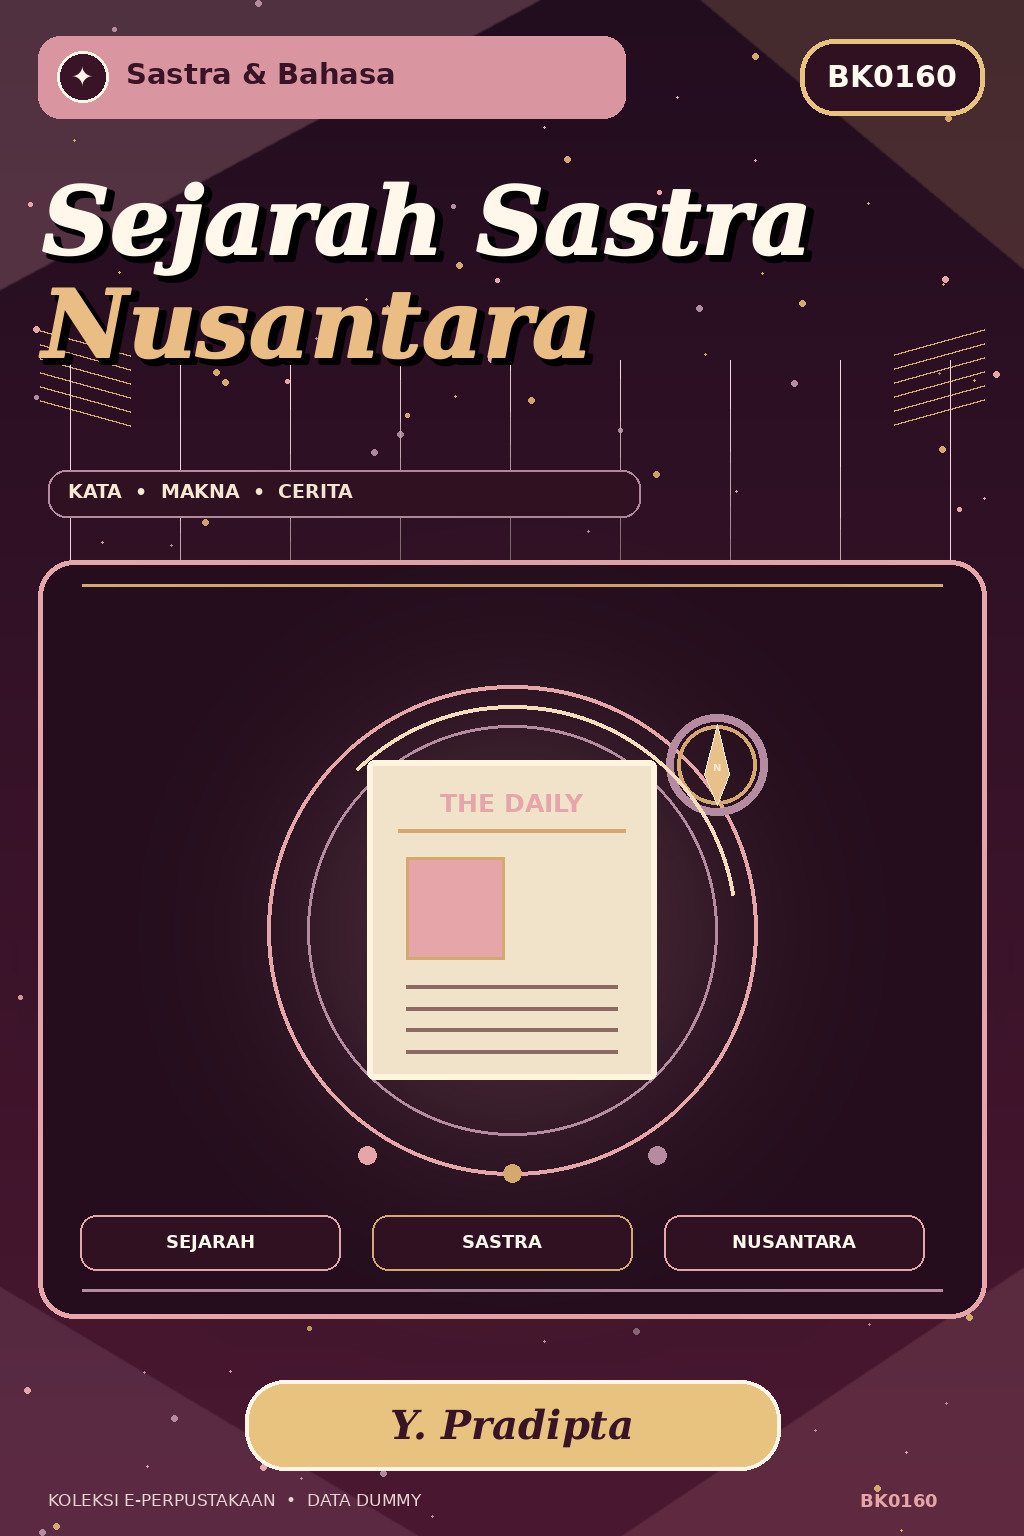 ✦ Sastra & Bahasa
BK0160
Sejarah Sastra
Nusantara
KATA • MAKNA • CERITA
N
THE DAILY
SEJARAH
SASTRA
NUSANTARA
Y. Pradipta
KOLEKSI E-PERPUSTAKAAN • DATA DUMMY
BK0160